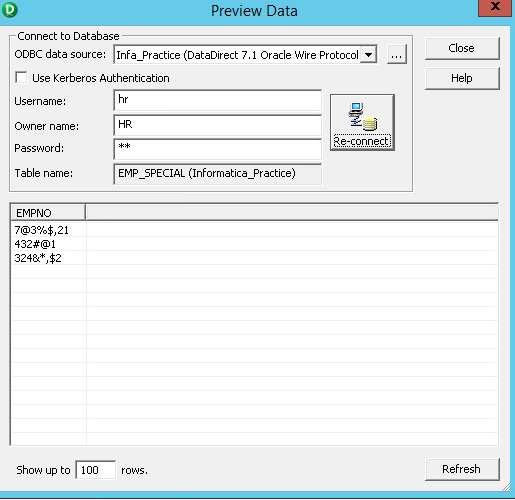 Preview Data
X
Connect to Database
ODBC data source: Infa_Practice (DataDirect 7.1 Oracle Wire Protocol ...
Close
Use Kerberos Authentication
Help
Username: hr
Owner name: HR
Password: **
Re-connect
Table name: EMP_SPECIAL (Informatica_Practice)
EMPNO
7@3%$,21
432#@1
324&*,$2
Show up to 100 rows.
Refresh